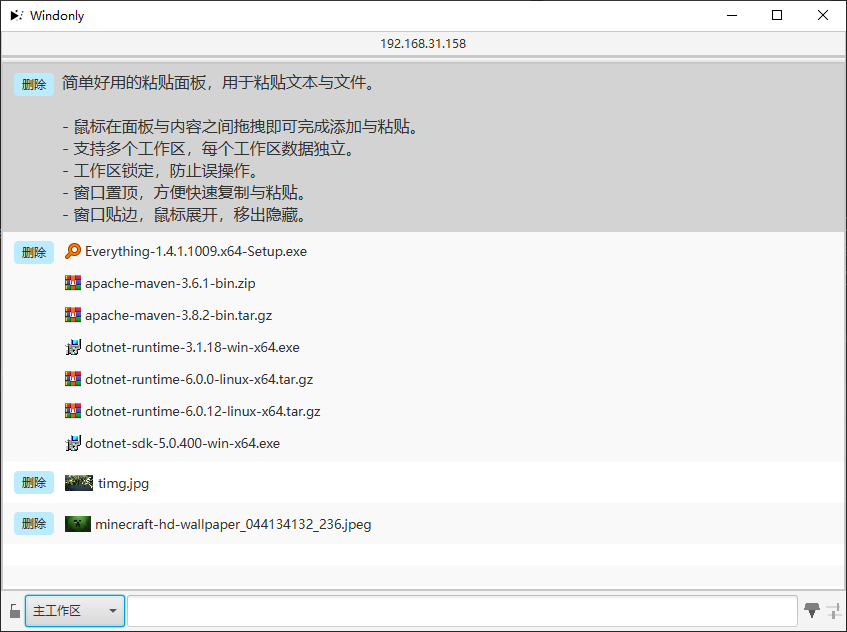 Windonly
192.168.31.158
删除
简单好用的粘贴面板，用于粘贴文本与文件。
- 鼠标在面板与内容之间拖拽即可完成添加与粘贴。
- 支持多个工作区，每个工作区数据独立。
- 工作区锁定，防止误操作。
- 窗口置顶，方便快速复制与粘贴。
- 窗口贴边，鼠标展开，移出隐藏。
删除
Everything-1.4.1.1009.x64-Setup.exe
apache-maven-3.6.1-bin.zip
apache-maven-3.8.2-bin.tar.gz
dotnet-runtime-3.1.18-win-x64.exe
dotnet-runtime-6.0.0-linux-x64.tar.gz
dotnet-runtime-6.0.12-linux-x64.tar.gz
dotnet-sdk-5.0.400-win-x64.exe
删除
timg.jpg
删除
minecraft-hd-wallpaper_044134132_236.jpeg
主工作区